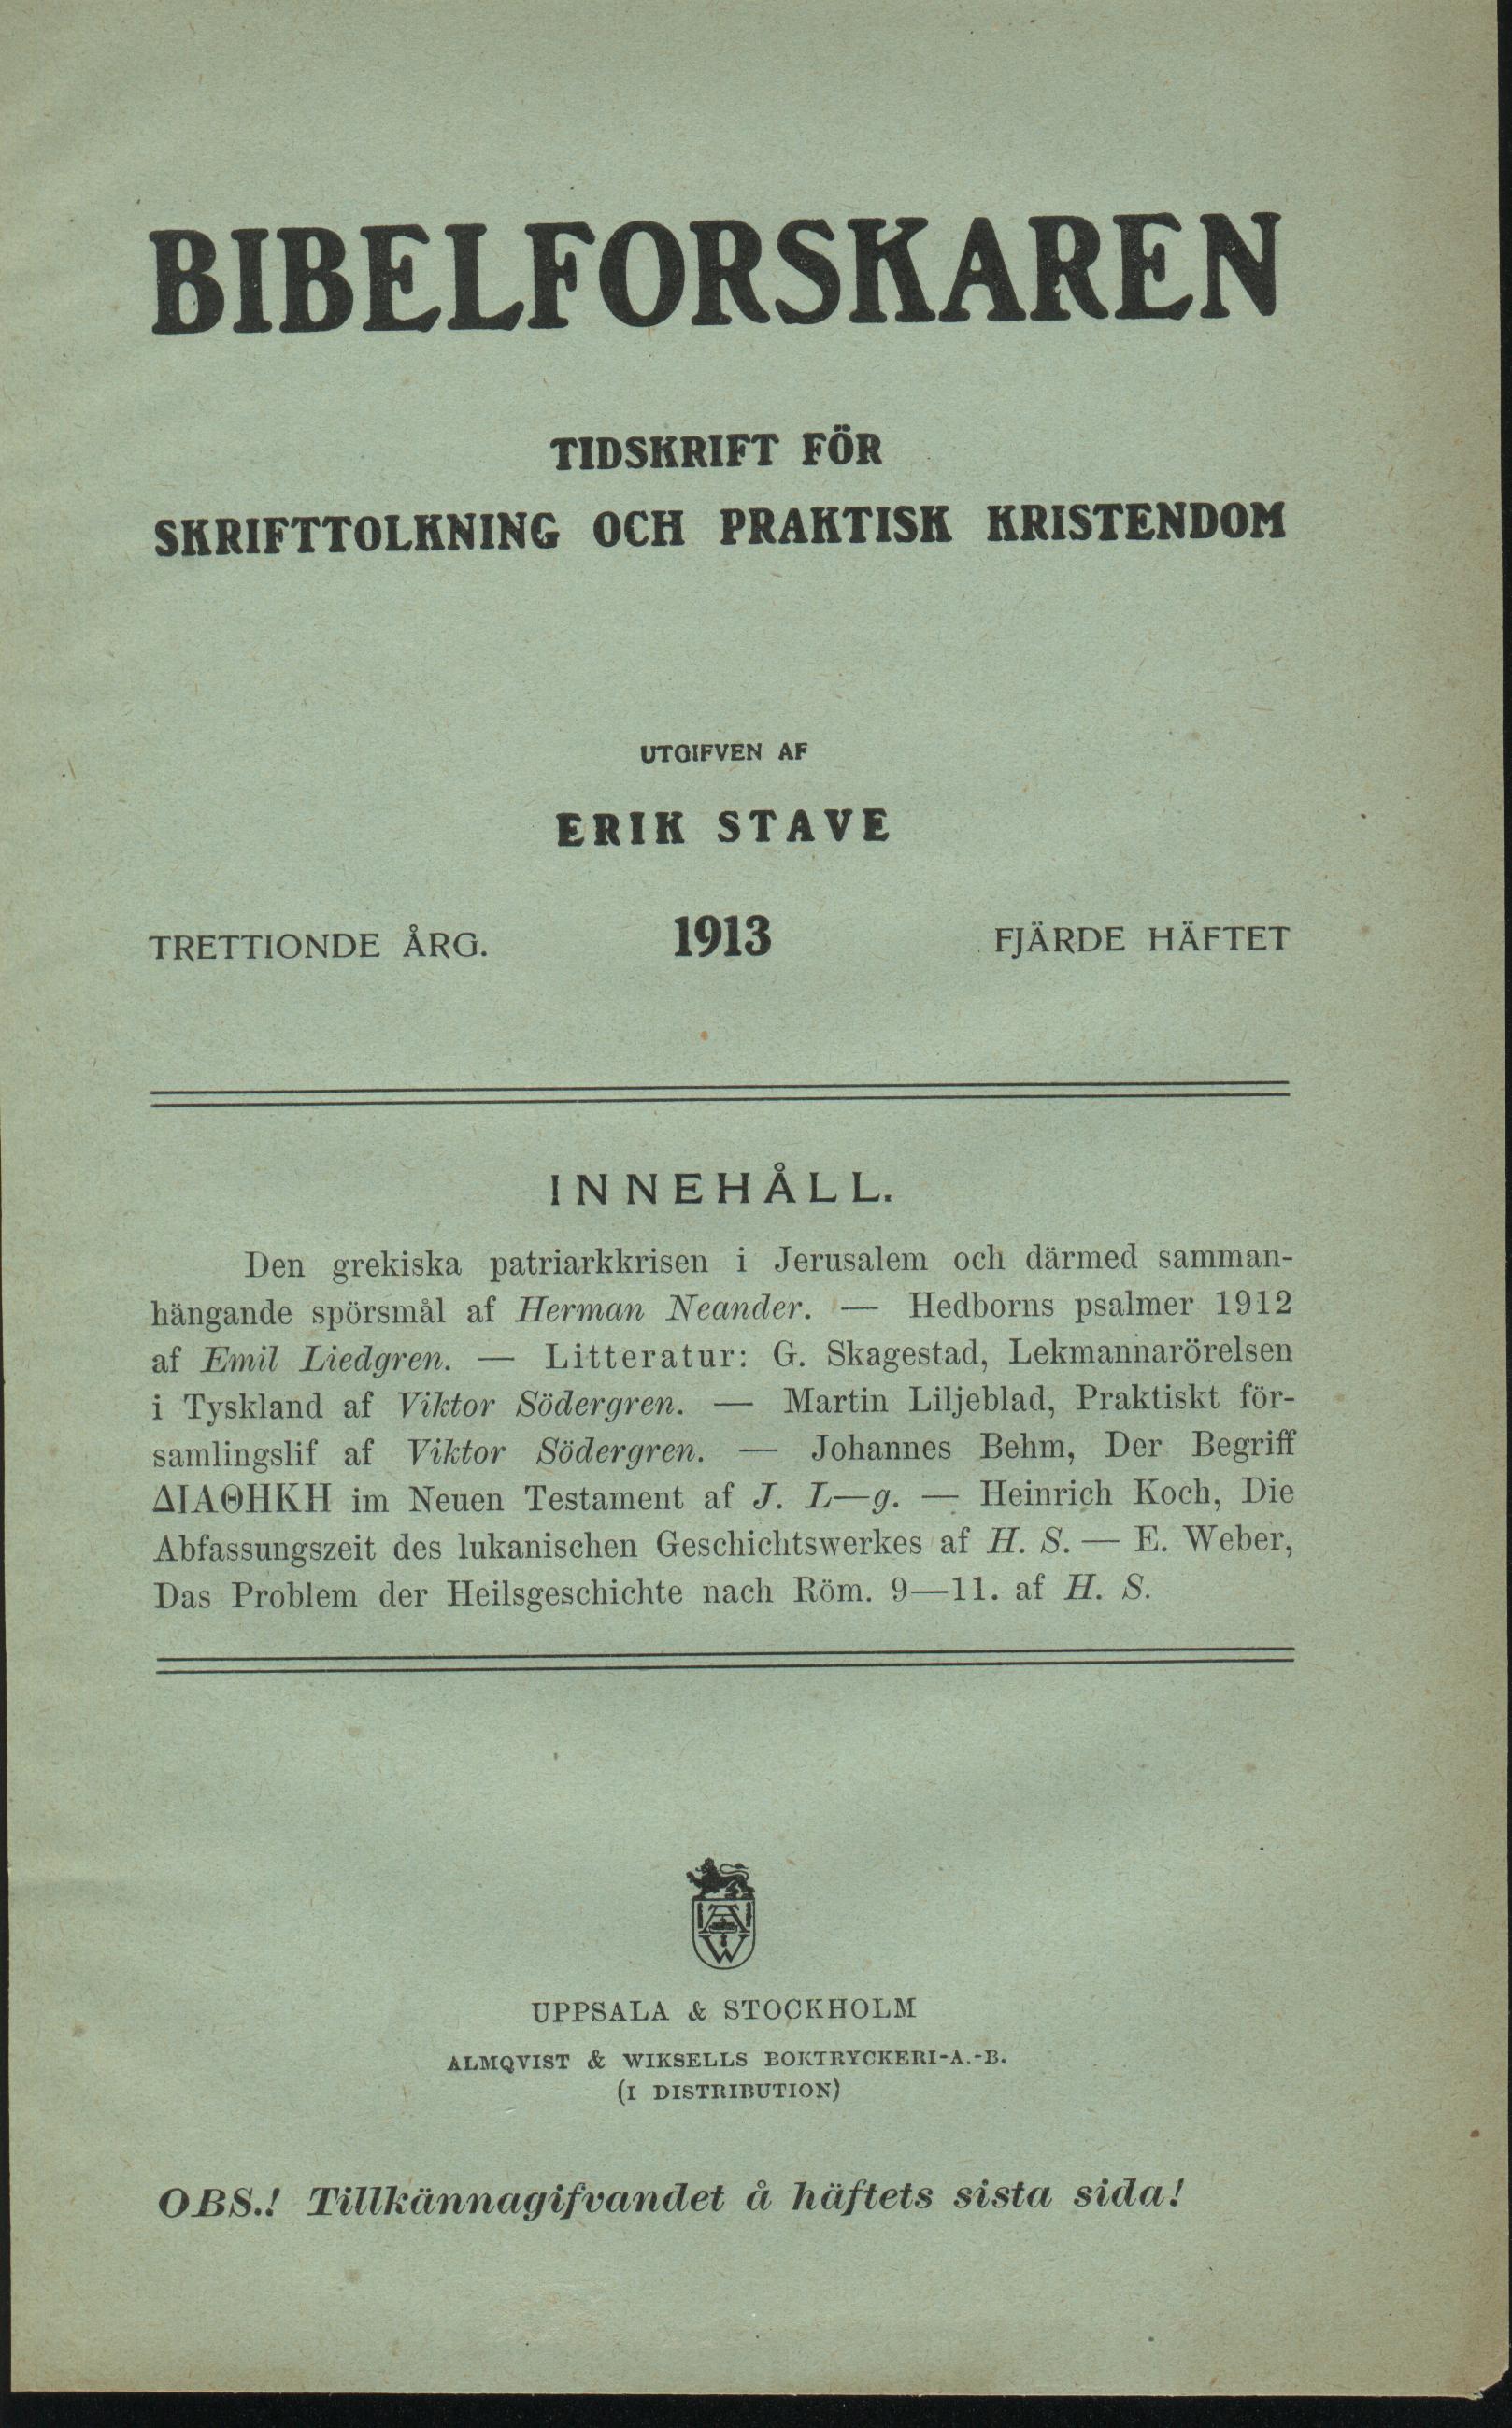 BIBELFORSKAREN
TIDSKRIFT FÖR
SKRIFTTOLKNING OCH PRAKTISK KRISTENDOM
UTGIFVEN AF
ERIK STAVE
TRETTIONDE ÅRG. 1913 FJÄRDE HÄFTET
INNEHÅLL.
Den grekiska patriarkkrisen i Jerusalem och därmed samman-
hängande spörsmål af Herman Neander. — Hedborns psalmer 1912
af Emil Liedgren. — Litteratur: G. Skagestad, Lekmannarörelsen
i Tyskland af Viktor Södergren. — Martin Liljeblad, Praktiskt för-
samlingslif af Viktor Södergren. — Johannes Behm, Der Begriff
ΔΙΑΘΗΚΗ im Neuen Testament af J. L—g. — Heinrich Koch, Die
Abfassungszeit des lukanischen Geschichtswerkes af H. S. — E. Weber,
Das Problem der Heilsgeschichte nach Röm. 9—11. af H. S.
UPPSALA & STOCKHOLM
ALMQVIST & WIKSELLS BOKTRYCKERI-A.-B.
(I DISTRIBUTION)
OBS.! Tillkännagifvandet å häftets sista sida!